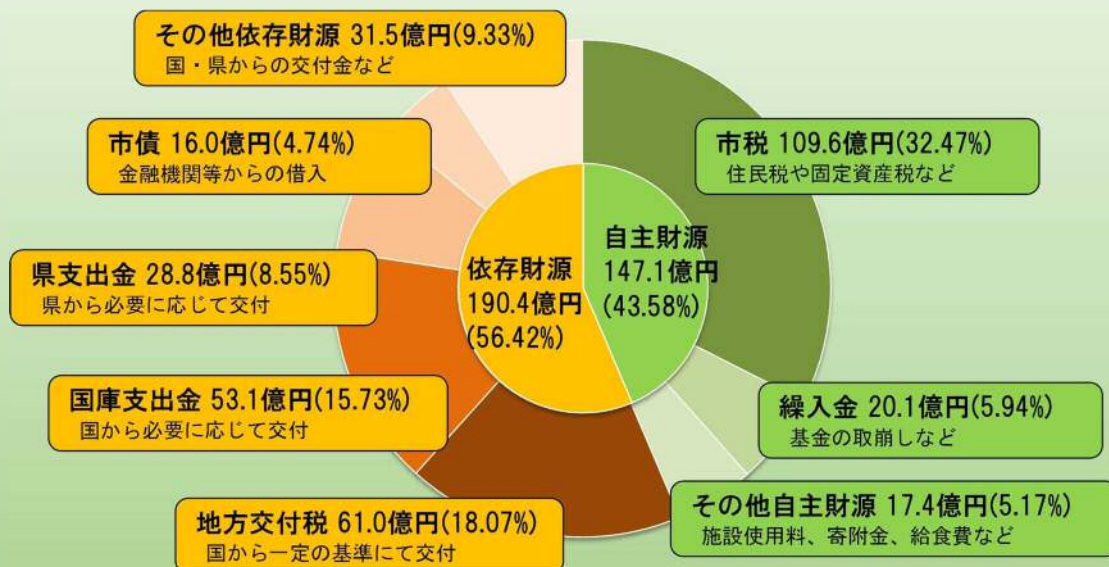 その他依存財源 31.5億円(9.33%)
国・県からの交付金など
市債 16.0億円(4.74%)
金融機関等からの借入
県支出金 28.8億円(8.55%)
県から必要に応じて交付
国庫支出金 53.1億円(15.73%)
国から必要に応じて交付
地方交付税 61.0億円(18.07%)
国から一定の基準にて交付
依存財源
190.4億円
(56.42%)
自主財源
147.1億円
(43.58%)
市税 109.6億円(32.47%)
住民税や固定資産税など
繰入金 20.1億円(5.94%)
基金の取崩しなど
その他自主財源 17.4億円(5.17%)
施設使用料、寄附金、給食費など